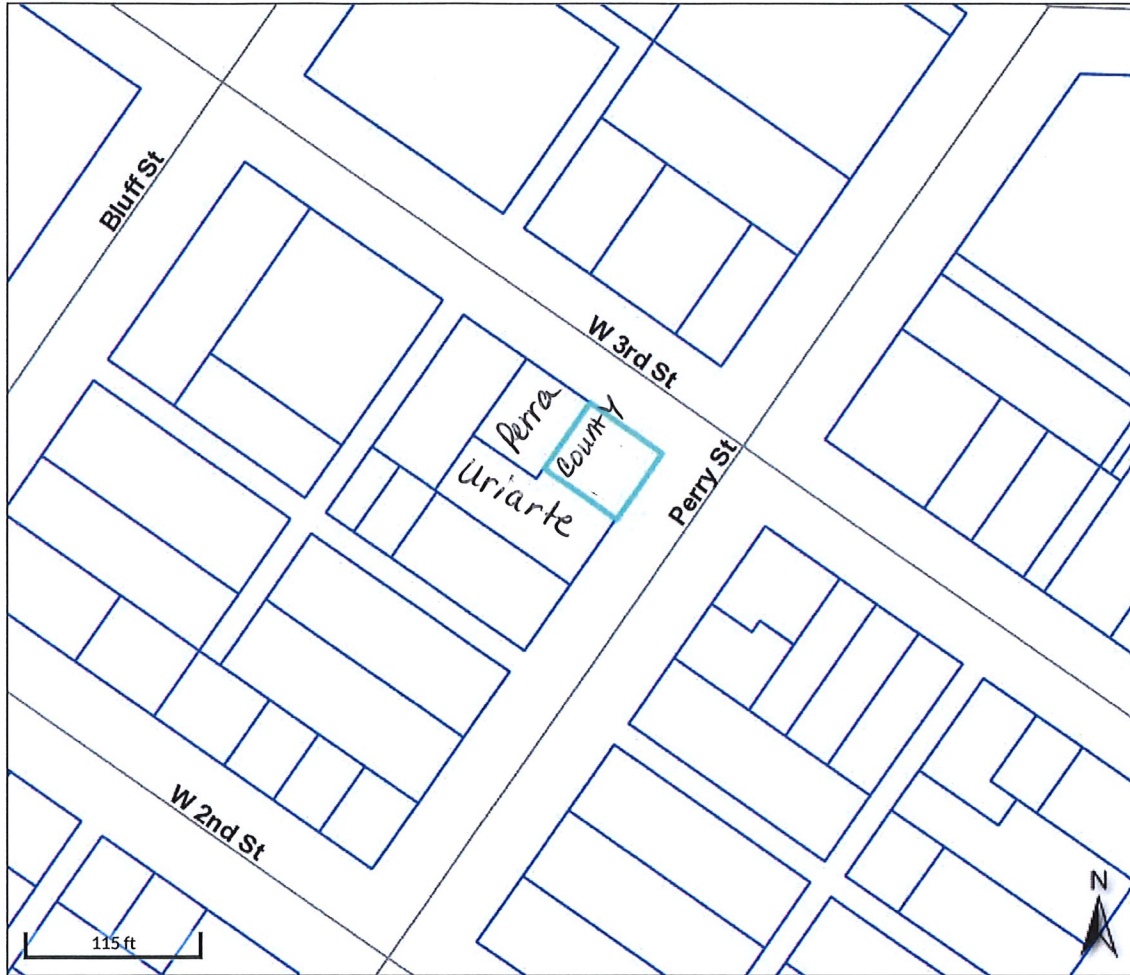 Bluff St
W 3rd St
Perra
COUNTY
Uriarte
Perry St
W 2nd St
N
115 ft